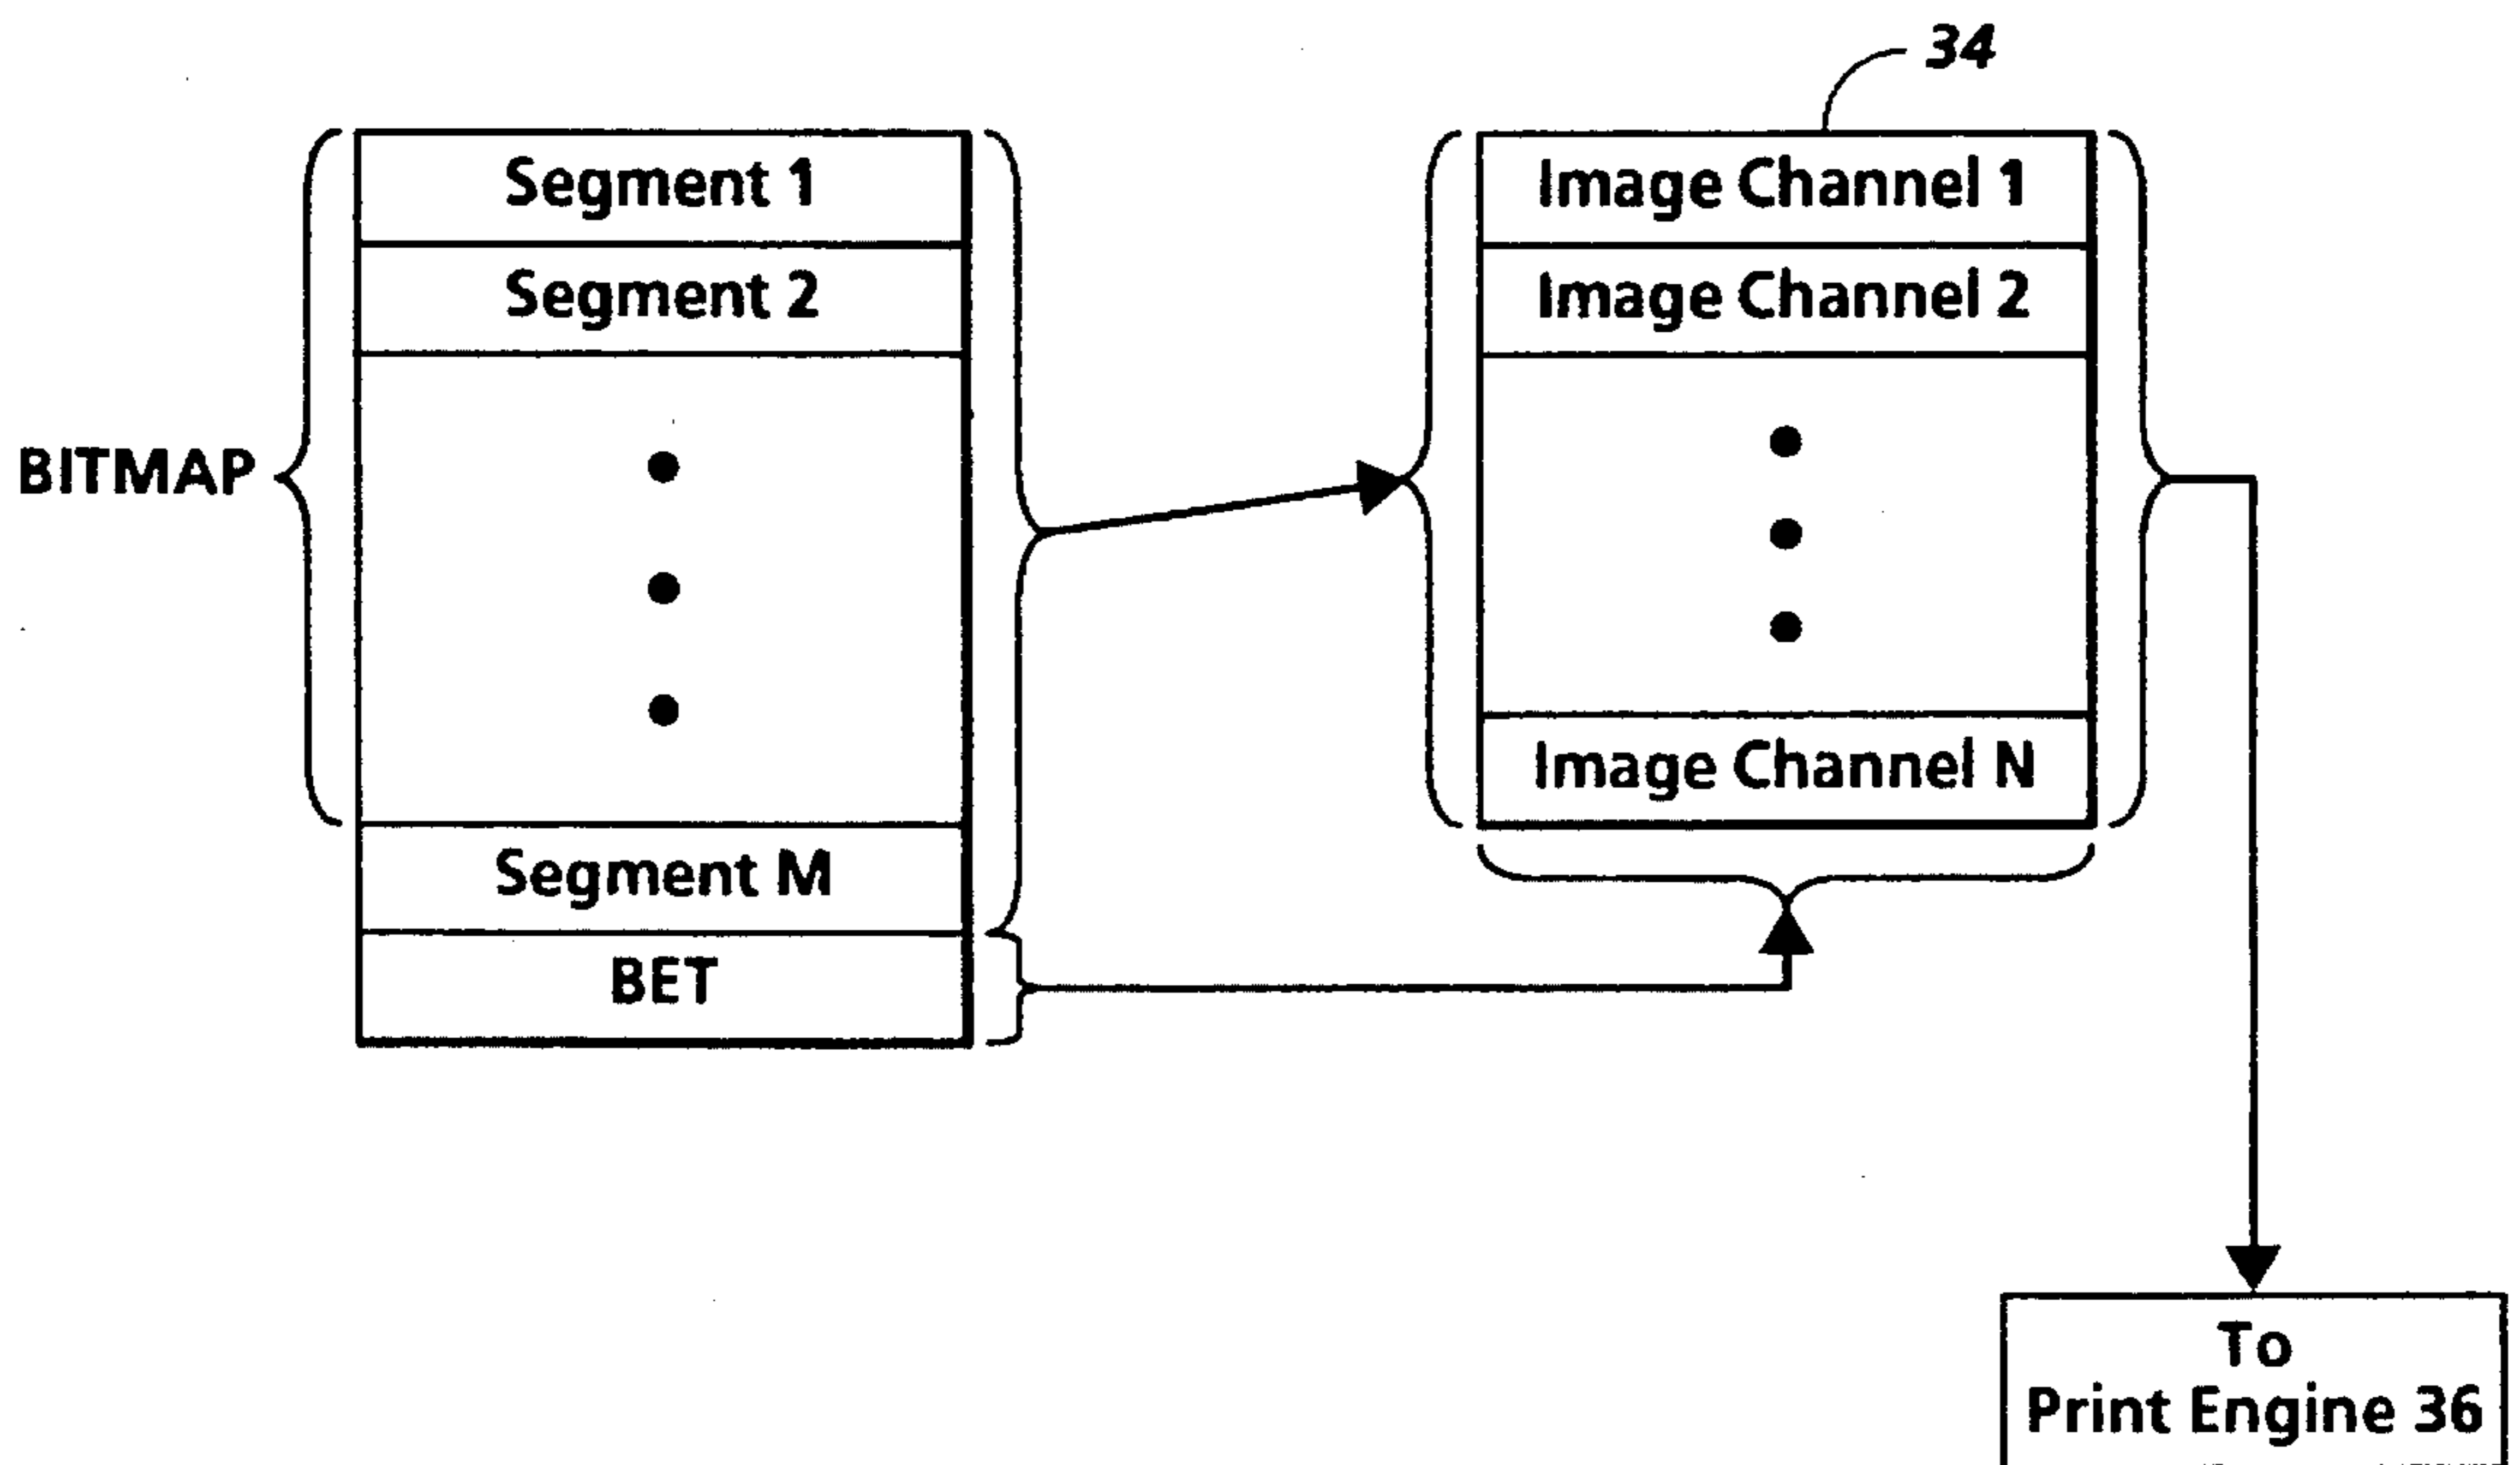 34
BITMAP
Segment 1
Segment 2
Segment M
BET
Image Channel 1
Image Channel 2
Image Channel N
To
Print Engine 36